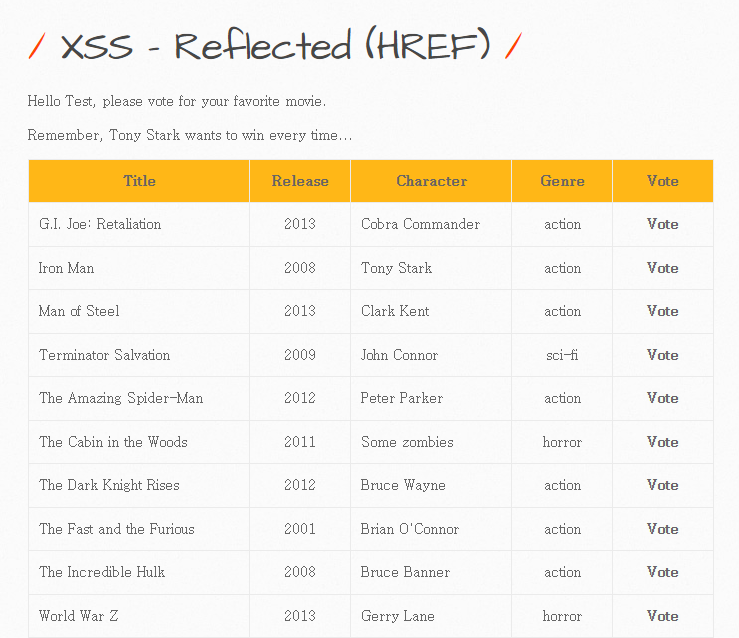 / XSS - Reflected (HREF) /
Hello Test, please vote for your favorite movie.
Remember, Tony Stark wants to win every time...
Title Release Character Genre Vote
G.I. Joe: Retaliation 2013 Cobra Commander action Vote
Iron Man 2008 Tony Stark action Vote
Man of Steel 2013 Clark Kent action Vote
Terminator Salvation 2009 John Connor sci-fi Vote
The Amazing Spider-Man 2012 Peter Parker action Vote
The Cabin in the Woods 2011 Some zombies horror Vote
The Dark Knight Rises 2012 Bruce Wayne action Vote
The Fast and the Furious 2001 Brian O'Connor action Vote
The Incredible Hulk 2008 Bruce Banner action Vote
World War Z 2013 Gerry Lane horror Vote